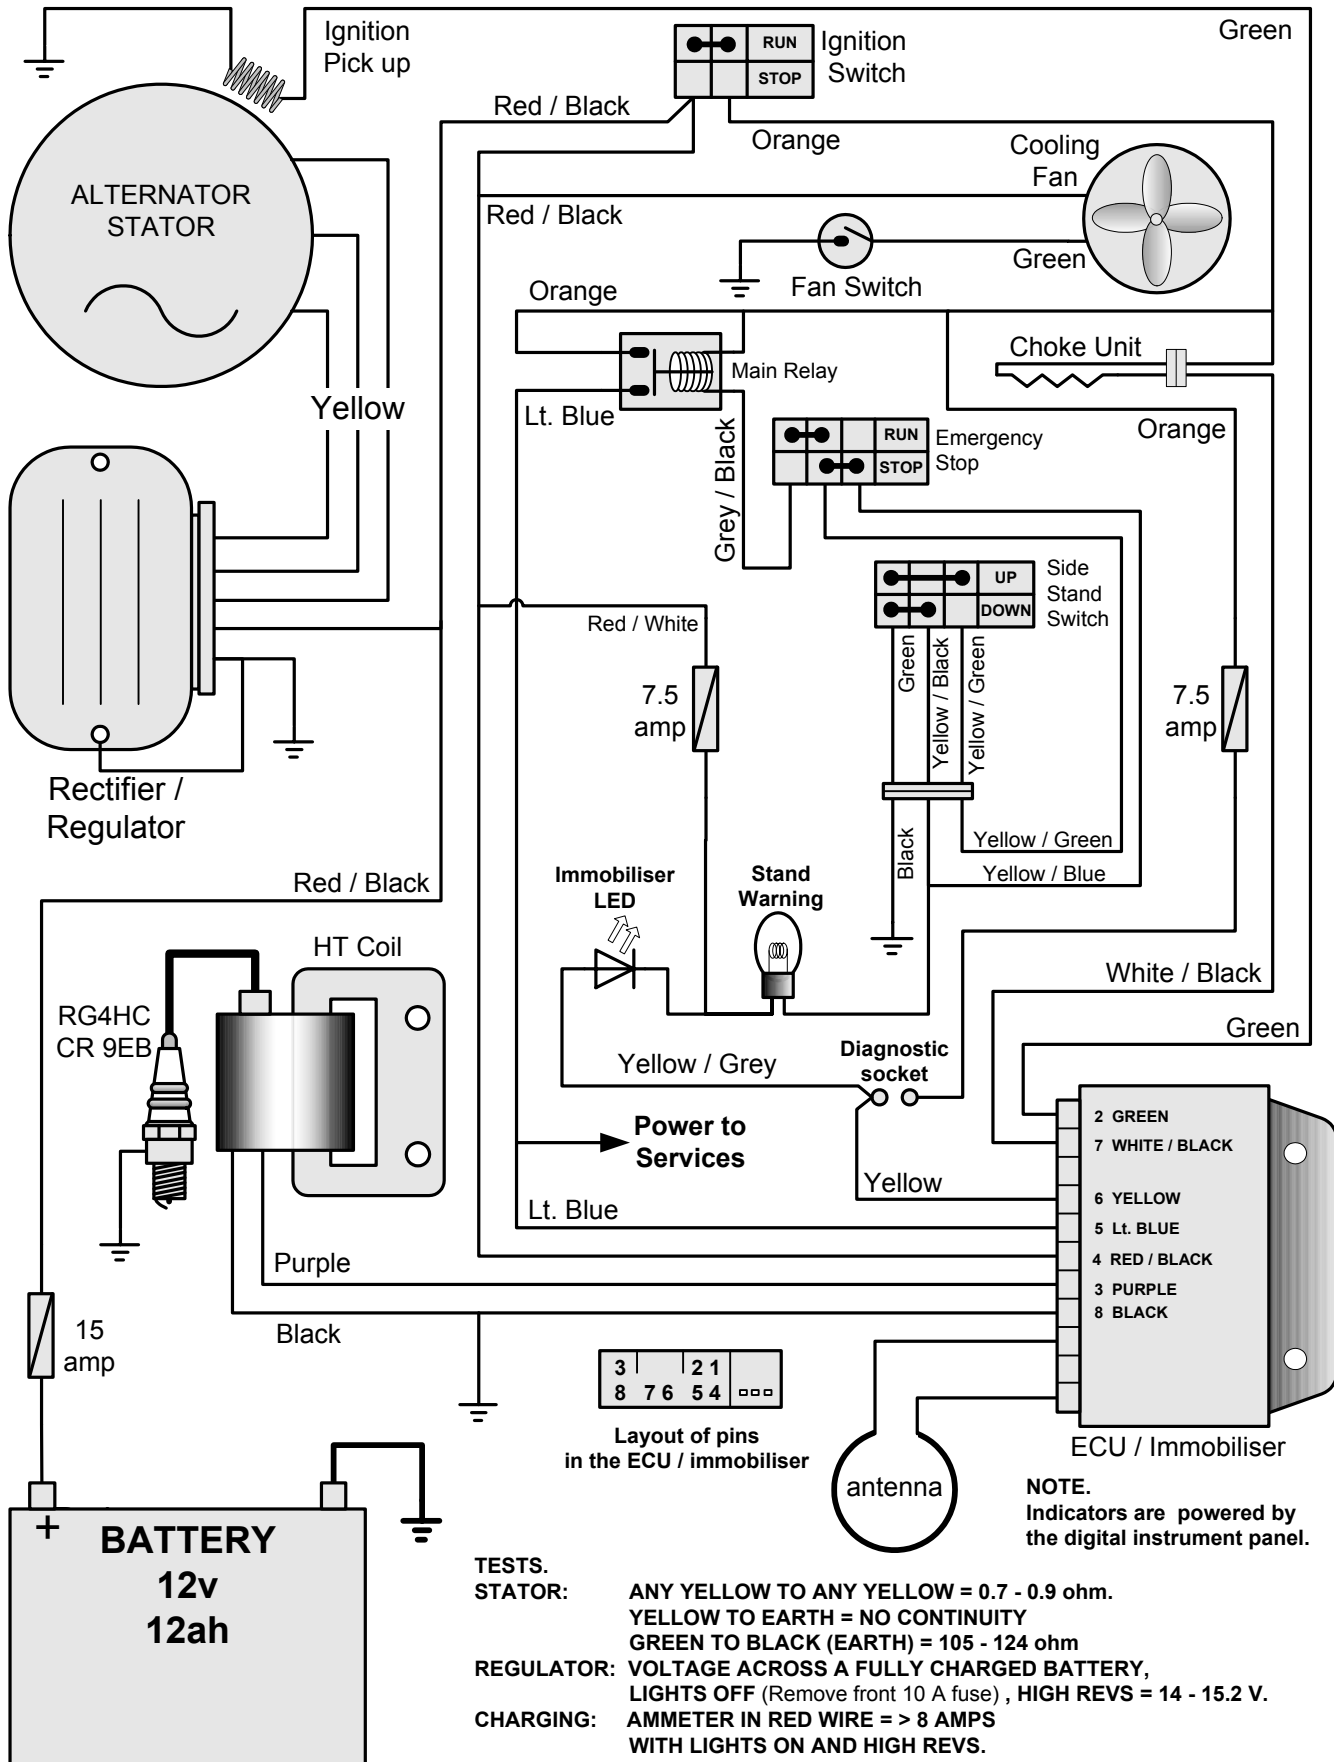 Ignition
Pick up
RUN
STOP
Ignition
Switch
Green
Red / Black
Orange
Cooling
Fan
ALTERNATOR
STATOR
Red / Black
Green
Fan Switch
Orange
Choke Unit
Main Relay
Yellow
Lt. Blue
Orange
RUN
STOP
Emergency
Stop
Grey / Black
UP
DOWN
Side
Stand
Switch
Red / White
Green
Yellow / Black
Yellow / Green
7.5
amp
7.5
amp
Rectifier /
Regulator
Black
Yellow / Green
Yellow / Blue
Red / Black
Immobiliser
LED
Stand
Warning
HT Coil
White / Black
RG4HC
CR 9EB
Green
Yellow / Grey
Diagnostic
socket
Power to
Services
2 GREEN
7 WHITE / BLACK
6 YELLOW
5 Lt. BLUE
4 RED / BLACK
3 PURPLE
8 BLACK
Yellow
Lt. Blue
Purple
Black
15
amp
3 2 1
8 7 6 5 4
Layout of pins
in the ECU / immobiliser
antenna
ECU / Immobiliser
NOTE.
Indicators are powered by
the digital instrument panel.
+
BATTERY
12v
12ah
TESTS.
STATOR: ANY YELLOW TO ANY YELLOW = 0.7 - 0.9 ohm.
YELLOW TO EARTH = NO CONTINUITY
GREEN TO BLACK (EARTH) = 105 - 124 ohm
REGULATOR: VOLTAGE ACROSS A FULLY CHARGED BATTERY,
LIGHTS OFF (Remove front 10 A fuse) , HIGH REVS = 14 - 15.2 V.
CHARGING: AMMETER IN RED WIRE = > 8 AMPS
WITH LIGHTS ON AND HIGH REVS.